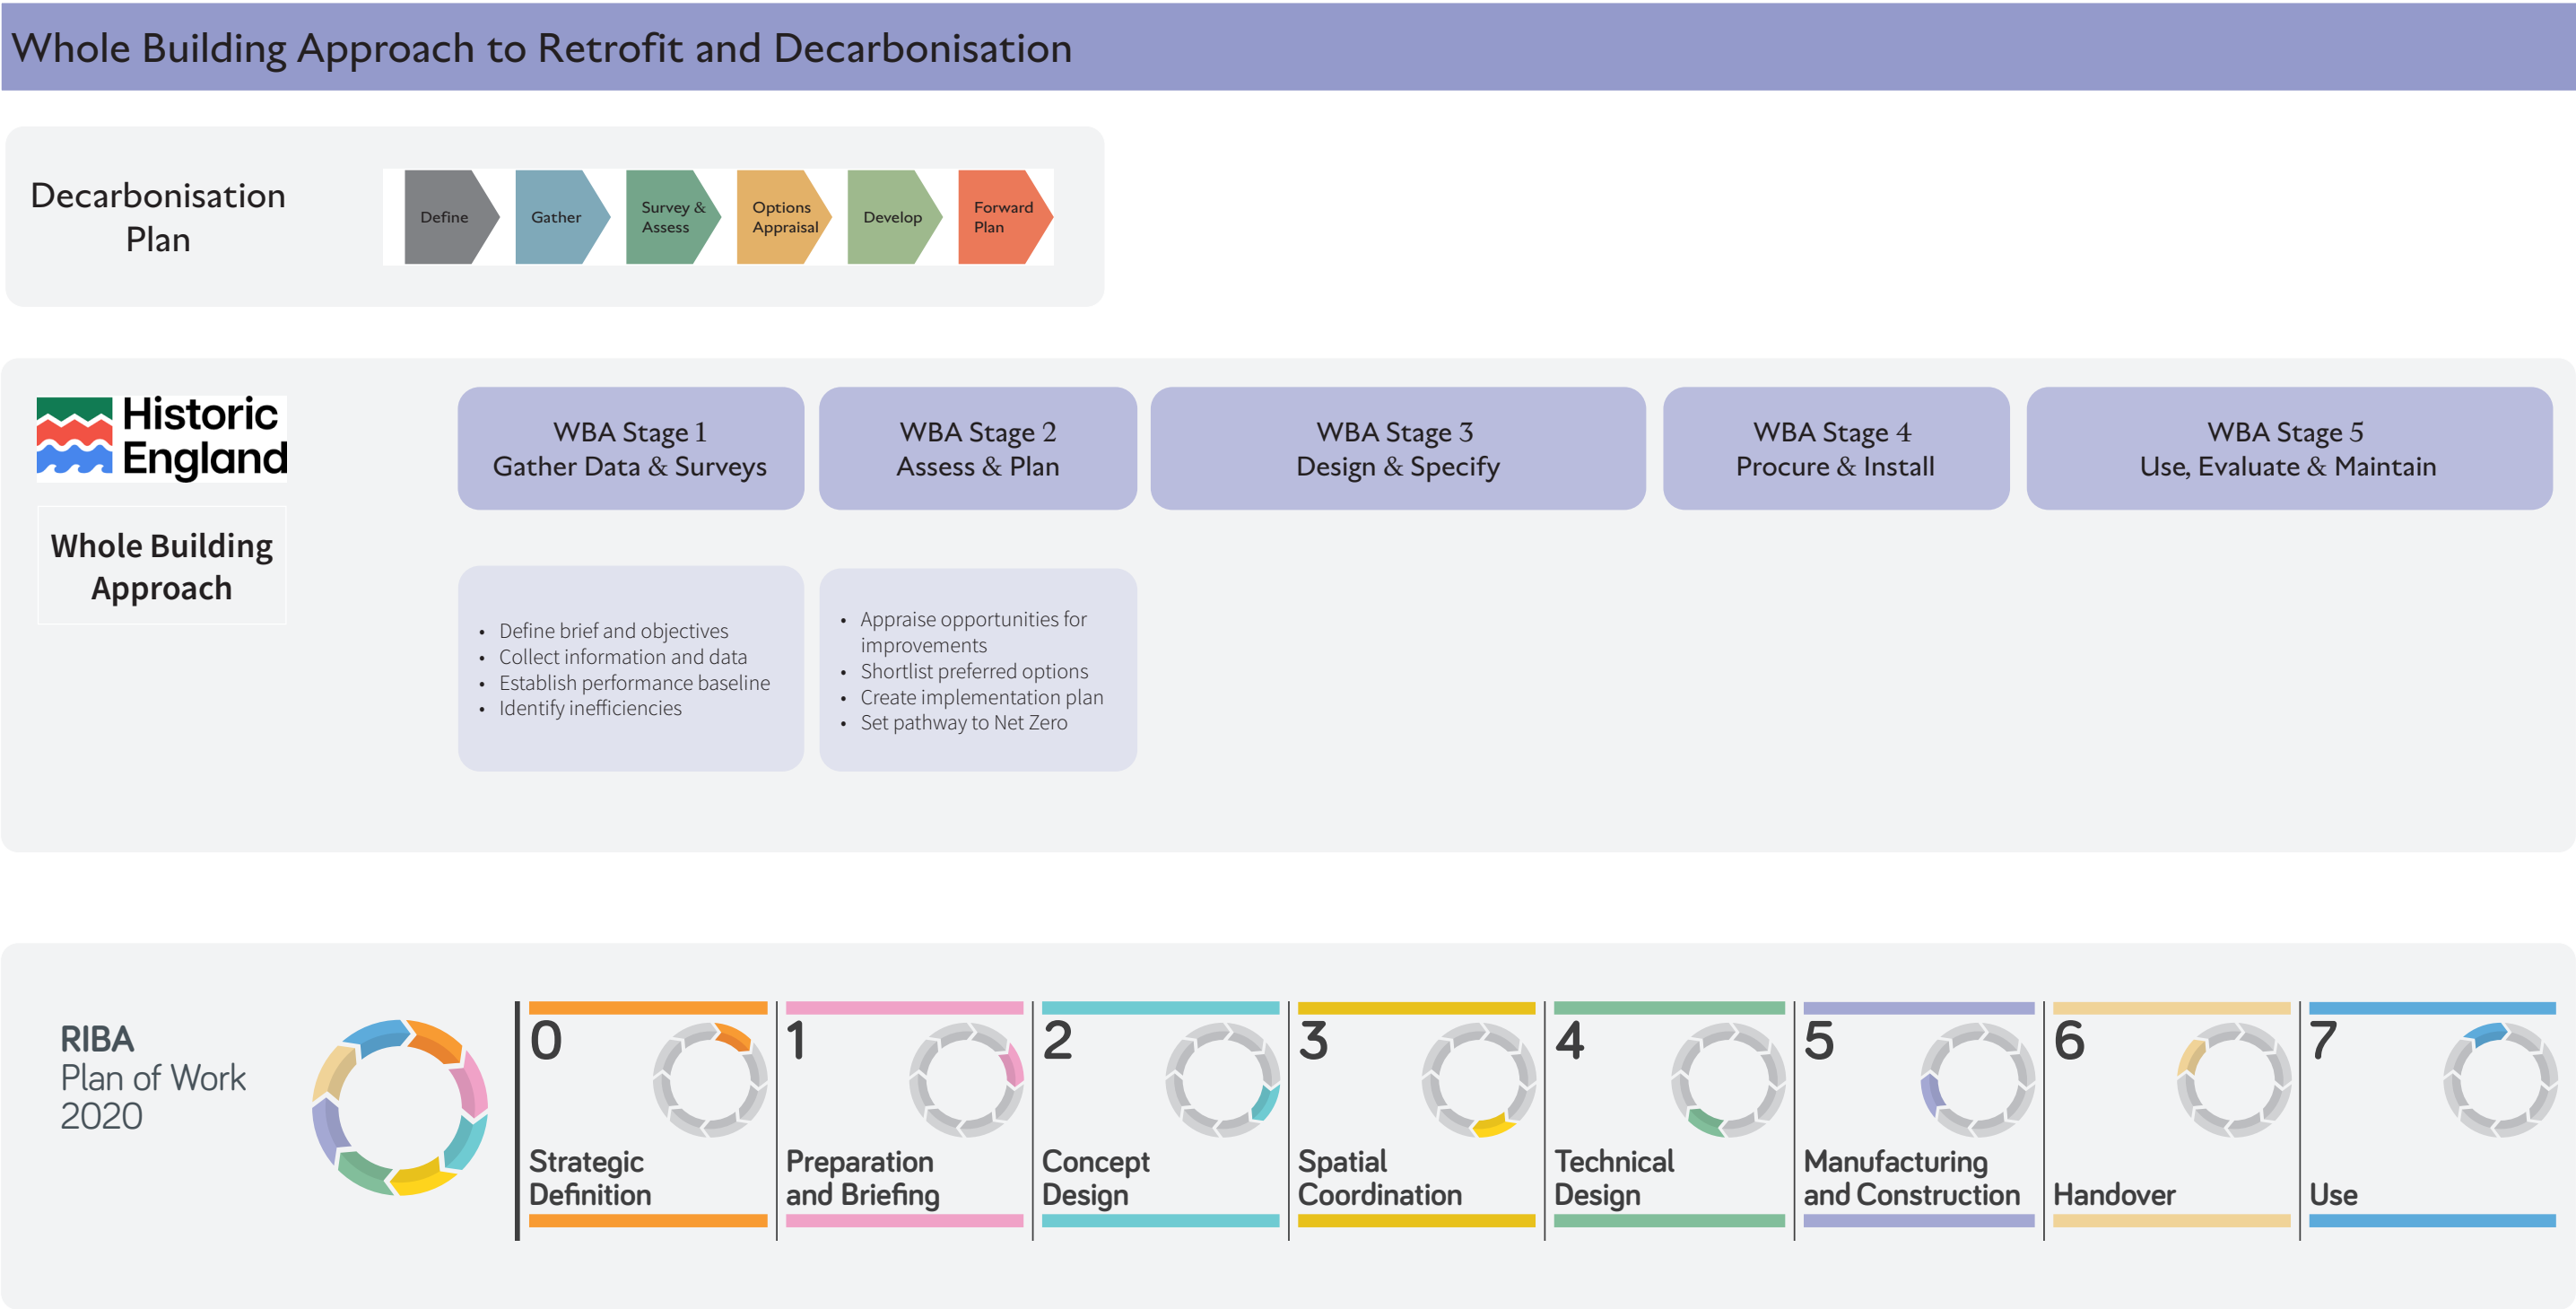 Whole Building Approach to Retrofit and Decarbonisation
Decarbonisation
Plan
Define
Gather
Survey &
Assess
Options
Appraisal
Develop
Forward
Plan
Historic
England
Whole Building
Approach
WBA Stage 1
Gather Data & Surveys
WBA Stage 2
Assess & Plan
WBA Stage 3
Design & Specify
WBA Stage 4
Procure & Install
WBA Stage 5
Use, Evaluate & Maintain
• Define brief and objectives
• Collect information and data
• Establish performance baseline
• Identify inefficiencies
• Appraise opportunities for
improvements
• Shortlist preferred options
• Create implementation plan
• Set pathway to Net Zero
RIBA
Plan of Work
2020
0
Strategic
Definition
1
Preparation
and Briefing
2
Concept
Design
3
Spatial
Coordination
4
Technical
Design
5
Manufacturing
and Construction
6
Handover
7
Use